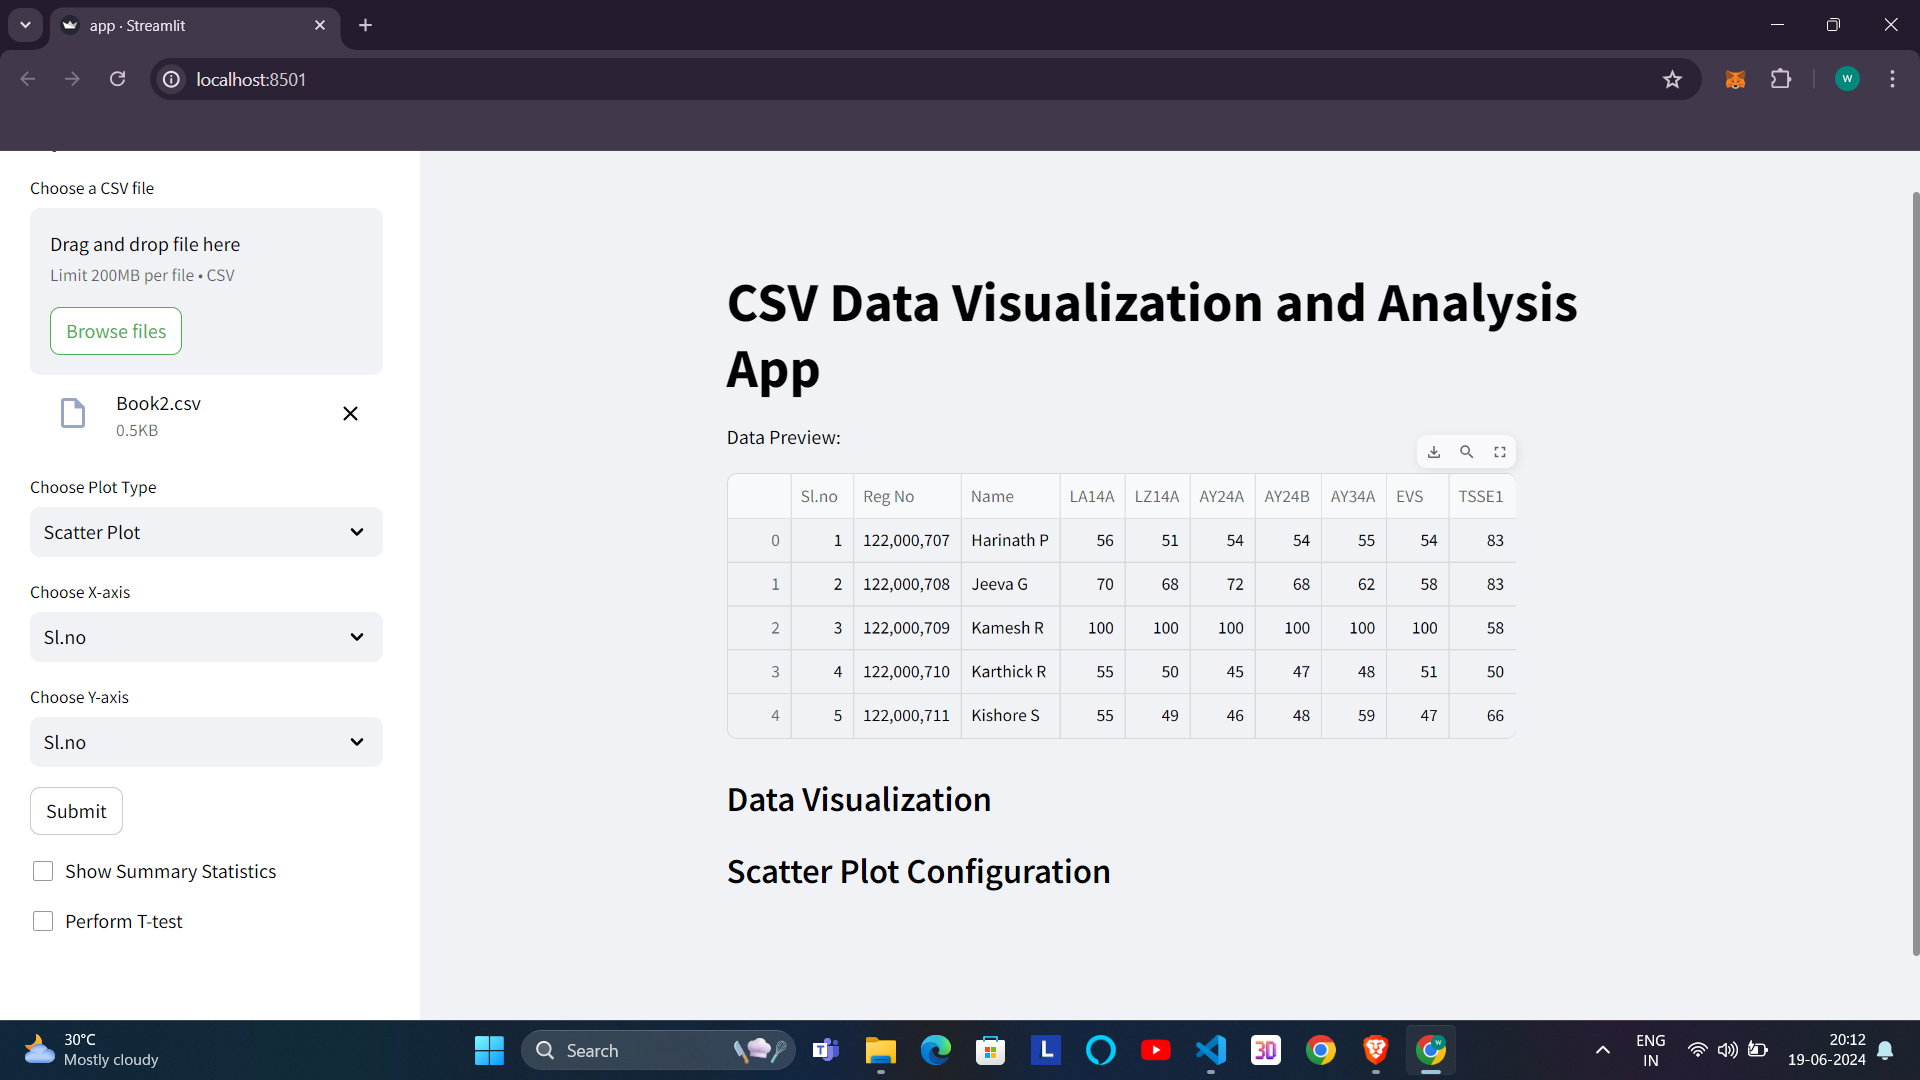 app · Streamlit
localhost:8501
W
Choose a CSV file
Drag and drop file here
Limit 200MB per file • CSV
Browse files
Book2.csv
0.5KB
Choose Plot Type
Scatter Plot
Choose X-axis
Sl.no
Choose Y-axis
Sl.no
Submit
Show Summary Statistics
Perform T-test
CSV Data Visualization and Analysis
App
Data Preview:
Sl.no Reg No Name LA14A LZ14A AY24A AY24B AY34A EVS TSSE1
0 1 122,000,707 Harinath P 56 51 54 54 55 54 83
1 2 122,000,708 Jeeva G 70 68 72 68 62 58 83
2 3 122,000,709 Kamesh R 100 100 100 100 100 100 58
3 4 122,000,710 Karthick R 55 50 45 47 48 51 50
4 5 122,000,711 Kishore S 55 49 46 48 59 47 66
Data Visualization
Scatter Plot Configuration
30°C
Mostly cloudy
Search
L
3D
W
ENG
IN
20:12
19-06-2024